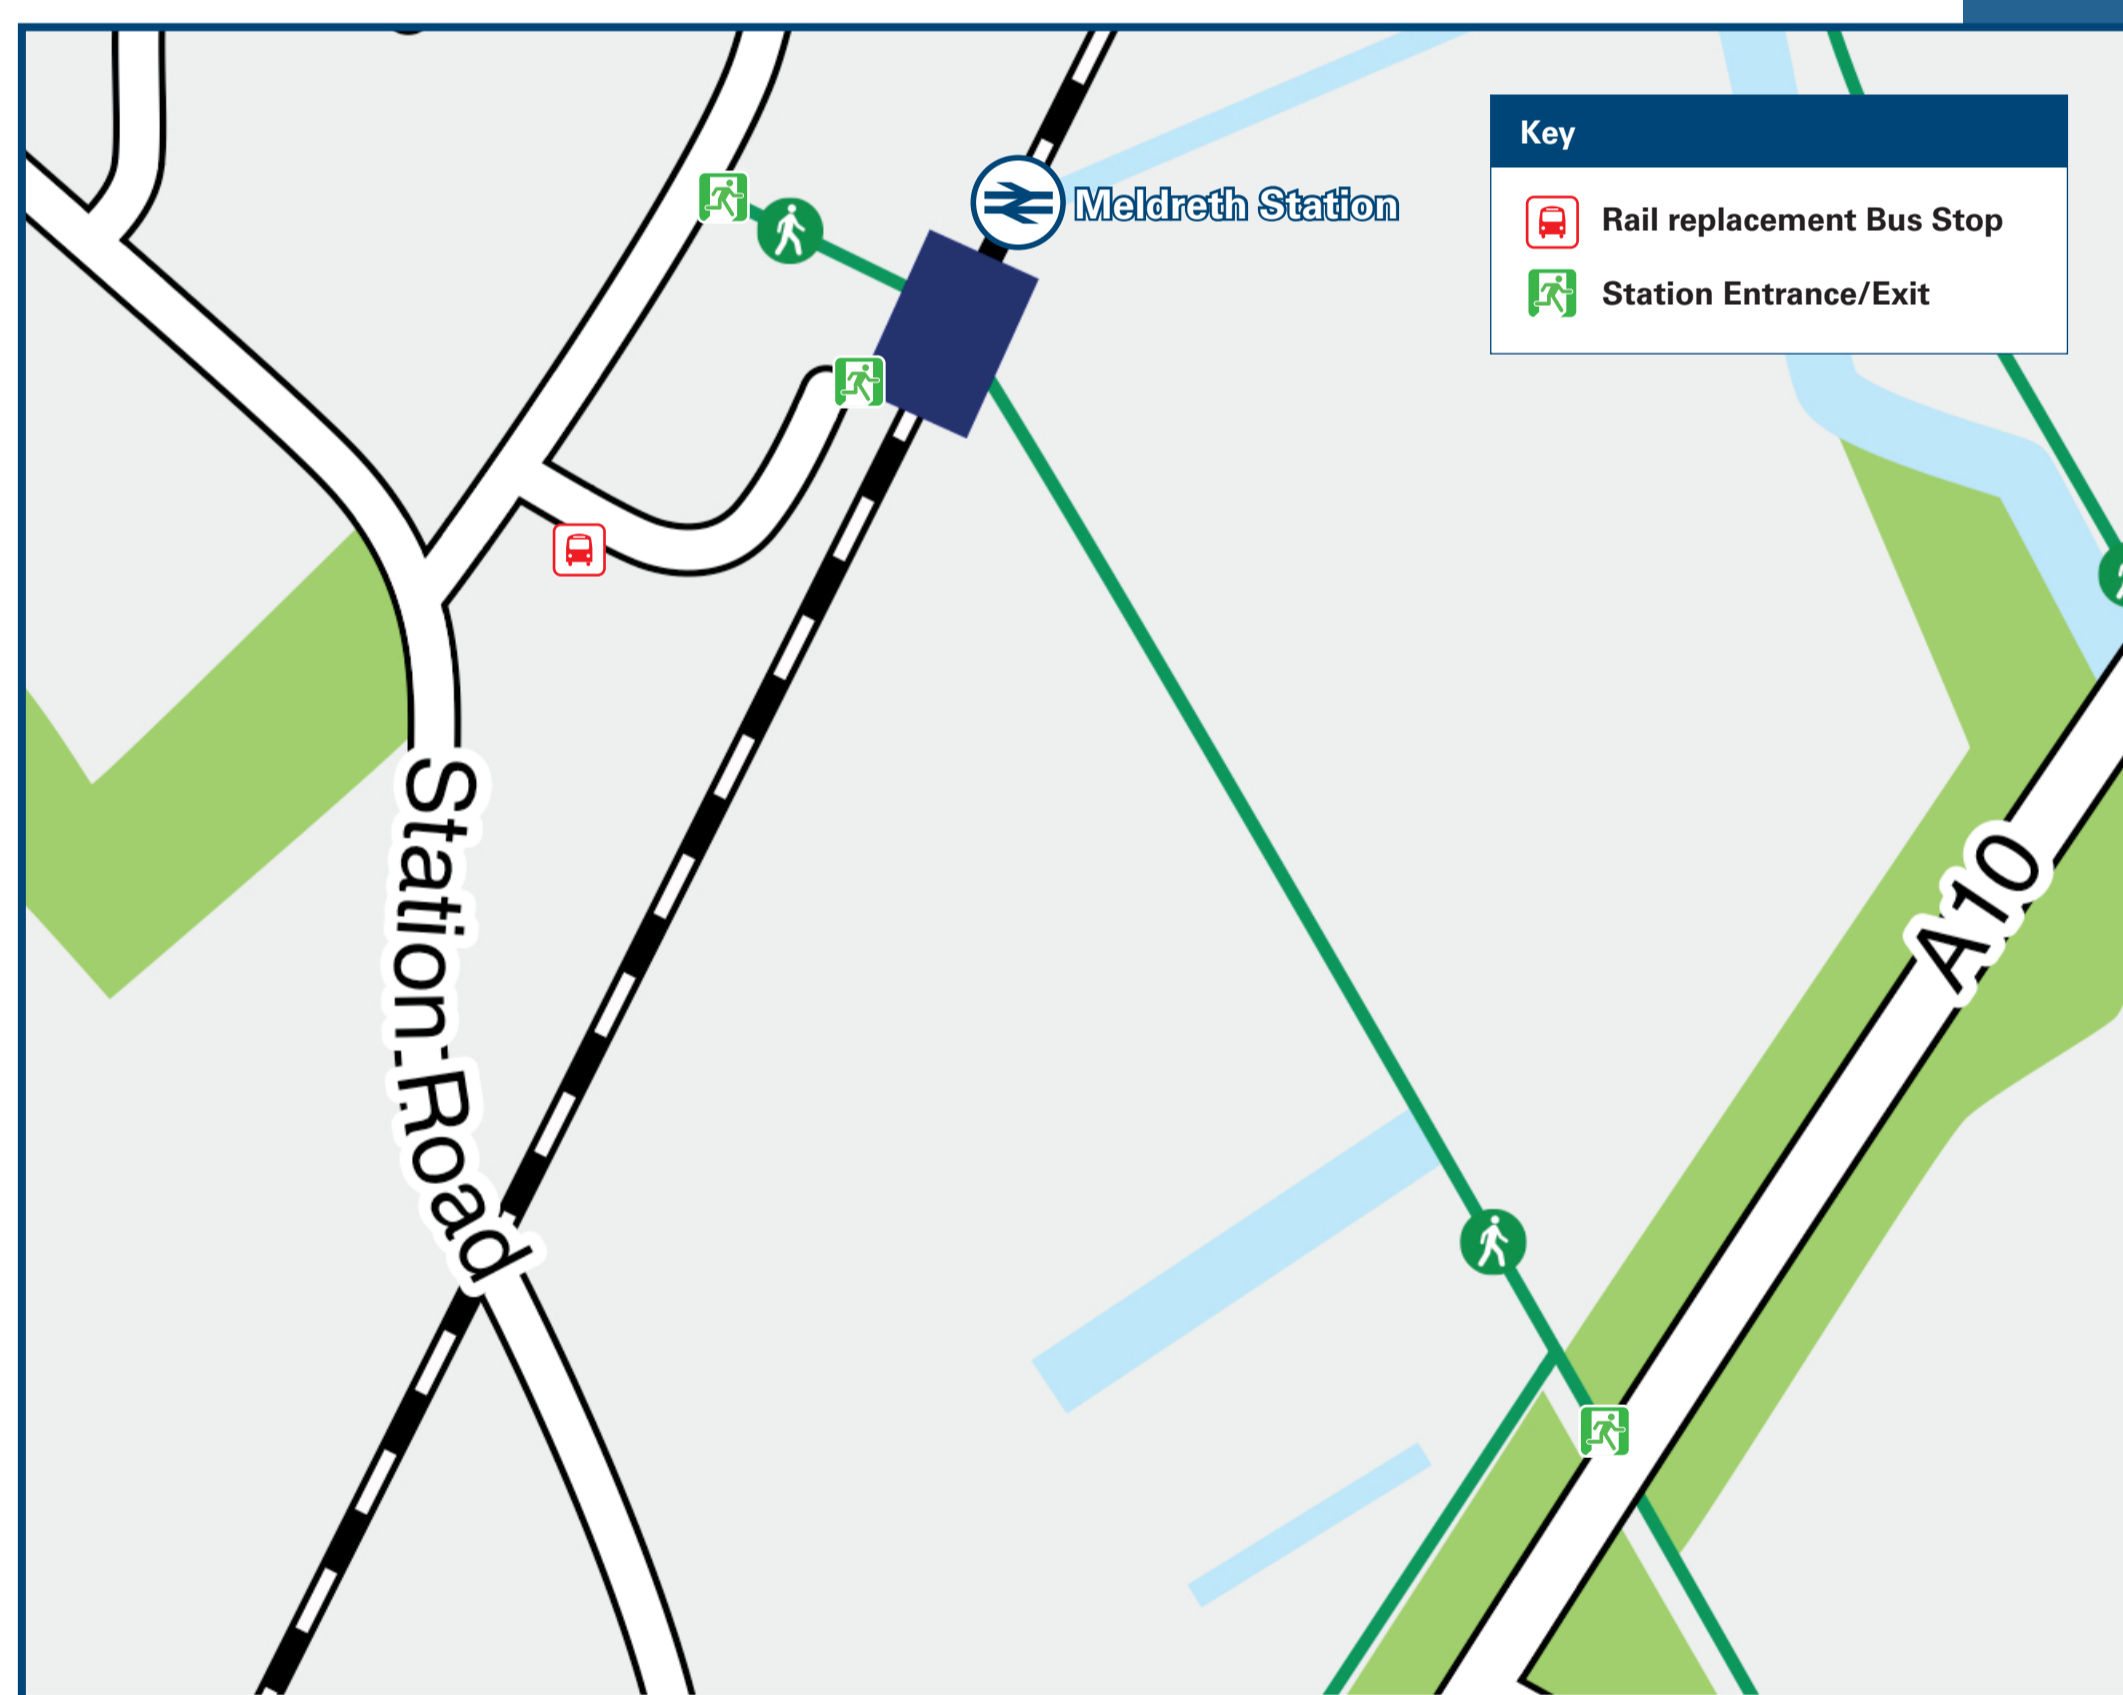 Meldreth Station
Key
Rail replacement Bus Stop
Station Entrance/Exit
Station Road
A10